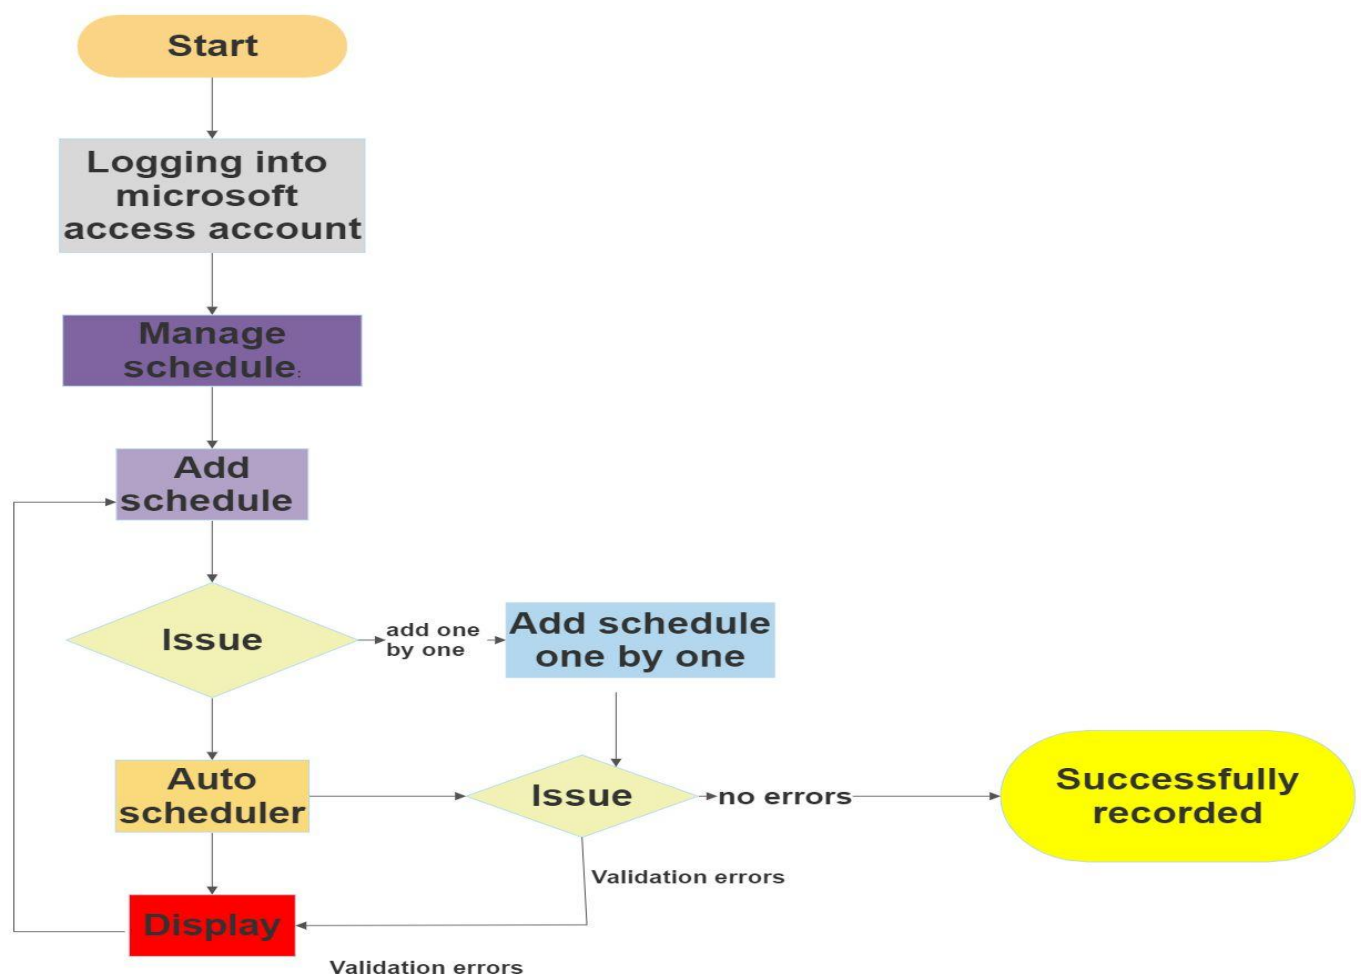 Start
Logging into
microsoft
access account
Manage
schedule:
Add
schedule
Issue
add one
by one
Add schedule
one by one
Auto
scheduler
Issue
no errors
Successfully
recorded
Validation errors
Display
Validation errors